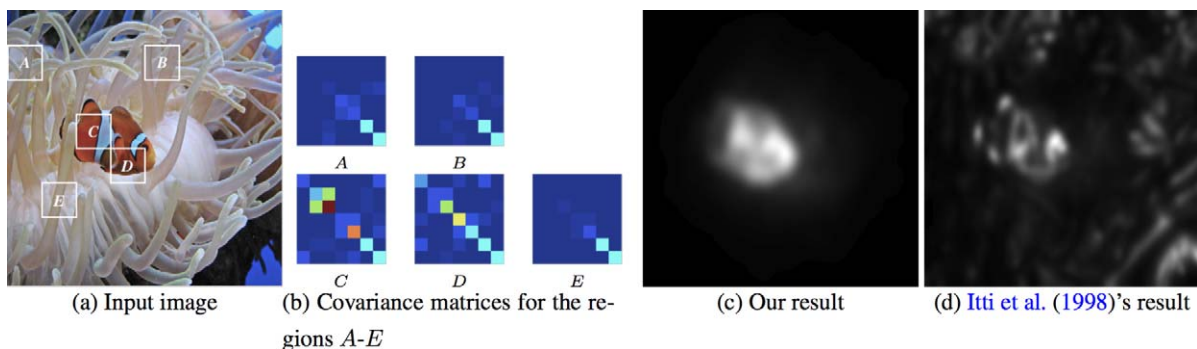 A
B
C
D
E
A
B
C
D
E
(a) Input image
(b) Covariance matrices for the re-
gions A-E
(c) Our result
(d) Itti et al. (1998)'s result